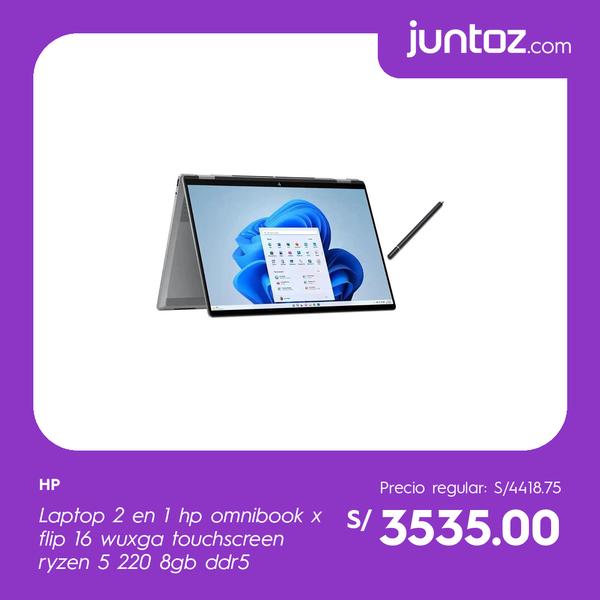 juntoz.com
HP
Laptop 2 en 1 hp omnibook x
flip 16 wuxga touchscreen
ryzen 5 220 8gb ddr5
Precio regular: S/4418.75
S/ 3535.00